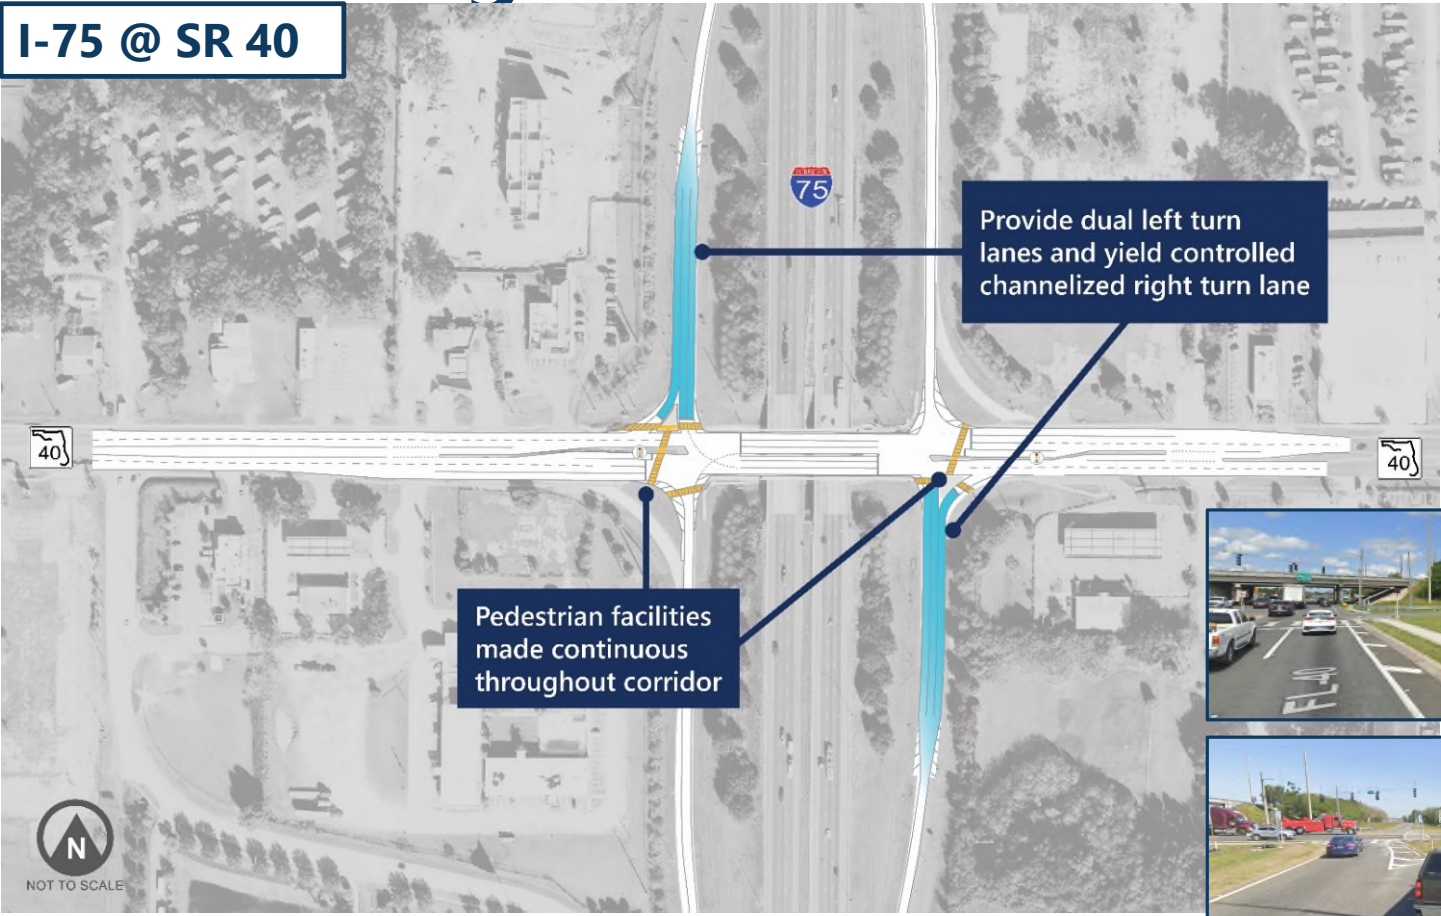 I-75 @ SR 40
75
Provide dual left turn
lanes and yield controlled
channelized right turn lane
40
40
Pedestrian facilities
made continuous
throughout corridor
FL-40
N
NOT TO SCALE